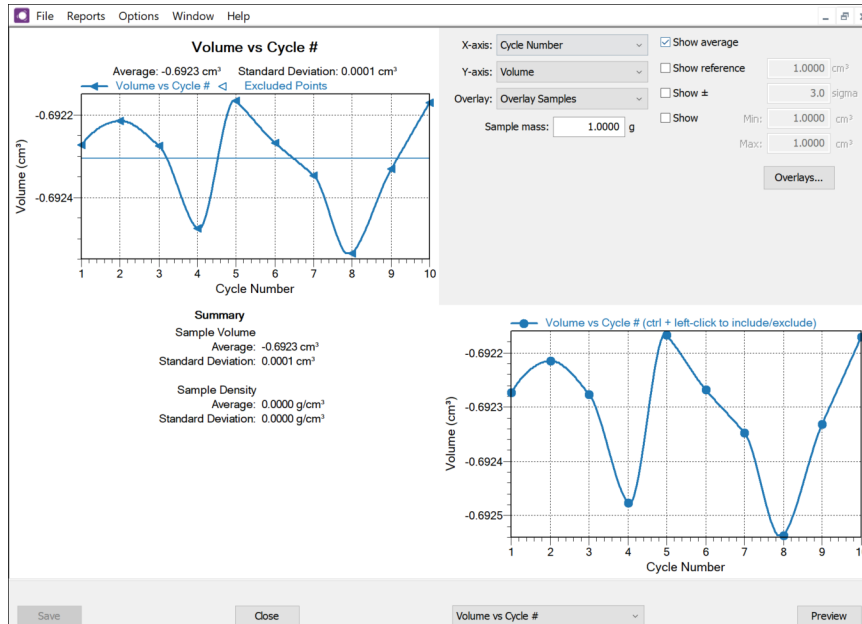 File Reports Options Window Help
Volume vs Cycle #
Average: -0.6923 cm³ Standard Deviation: 0.0001 cm³
Volume vs Cycle # Excluded Points
-0.6922
-0.6924
Volume (cm³)
1 2 3 4 5 6 7 8 9 10
Cycle Number
X-axis: Cycle Number
Y-axis: Volume
Overlay: Overlay Samples
Sample mass: 1.0000 g
Show average
Show reference 1.0000 cm³
Show ± 3.0 sigma
Show Min: 1.0000 cm³
Max: 1.0000 cm³
Overlays...
Summary
Sample Volume
Average: -0.6923 cm³
Standard Deviation: 0.0001 cm³
Sample Density
Average: 0.0000 g/cm³
Standard Deviation: 0.0000 g/cm³
Volume vs Cycle # (ctrl + left-click to include/exclude)
-0.6922
-0.6923
-0.6924
-0.6925
Volume (cm³)
1 2 3 4 5 6 7 8 9
Cycle Number
Save Close Volume vs Cycle # Preview